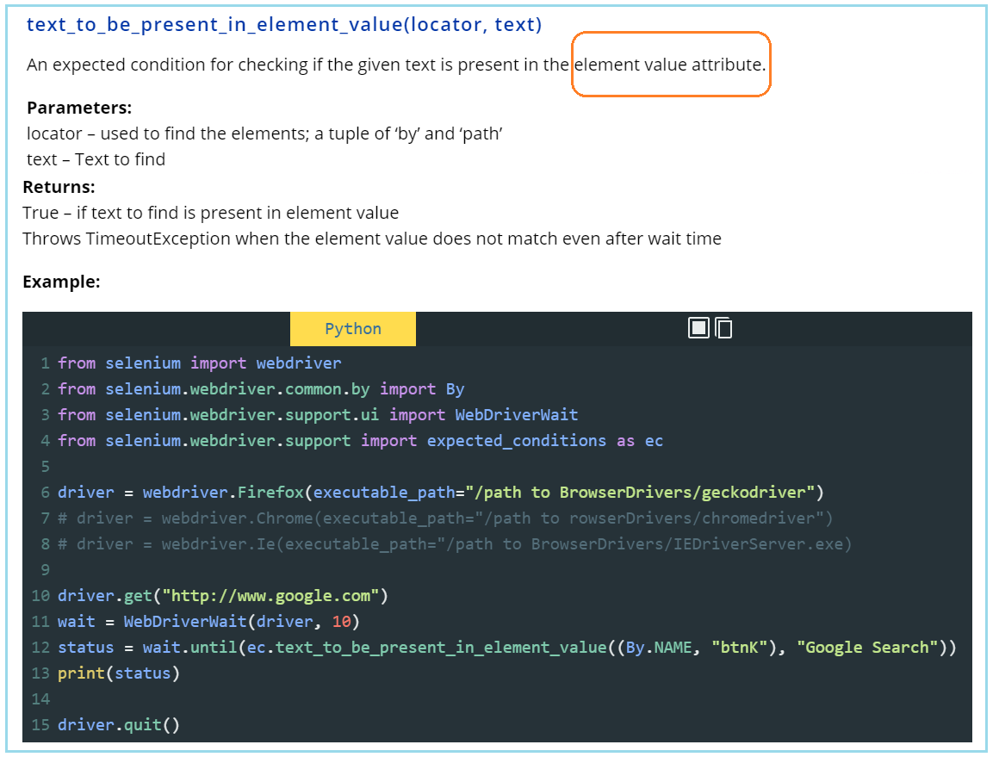 text_to_be_present_in_element_value(locator, text)
An expected condition for checking if the given text is present in the element value attribute.
Parameters:
locator – used to find the elements; a tuple of ‘by’ and ‘path’
text – Text to find
Returns:
True – if text to find is present in element value
Throws TimeoutException when the element value does not match even after wait time
Example:
Python
1 from selenium import webdriver
2 from selenium.webdriver.common.by import By
3 from selenium.webdriver.support.ui import WebDriverWait
4 from selenium.webdriver.support import expected_conditions as ec
5
6 driver = webdriver.Firefox(executable_path="/path to BrowserDrivers/geckodriver")
7 # driver = webdriver.Chrome(executable_path="/path to rowserDrivers/chromedriver")
8 # driver = webdriver.Ie(executable_path="/path to BrowserDrivers/IEDriverServer.exe)
9
10 driver.get("http://www.google.com")
11 wait = WebDriverWait(driver, 10)
12 status = wait.until(ec.text_to_be_present_in_element_value((By.NAME, "btnK"), "Google Search"))
13 print(status)
14
15 driver.quit()